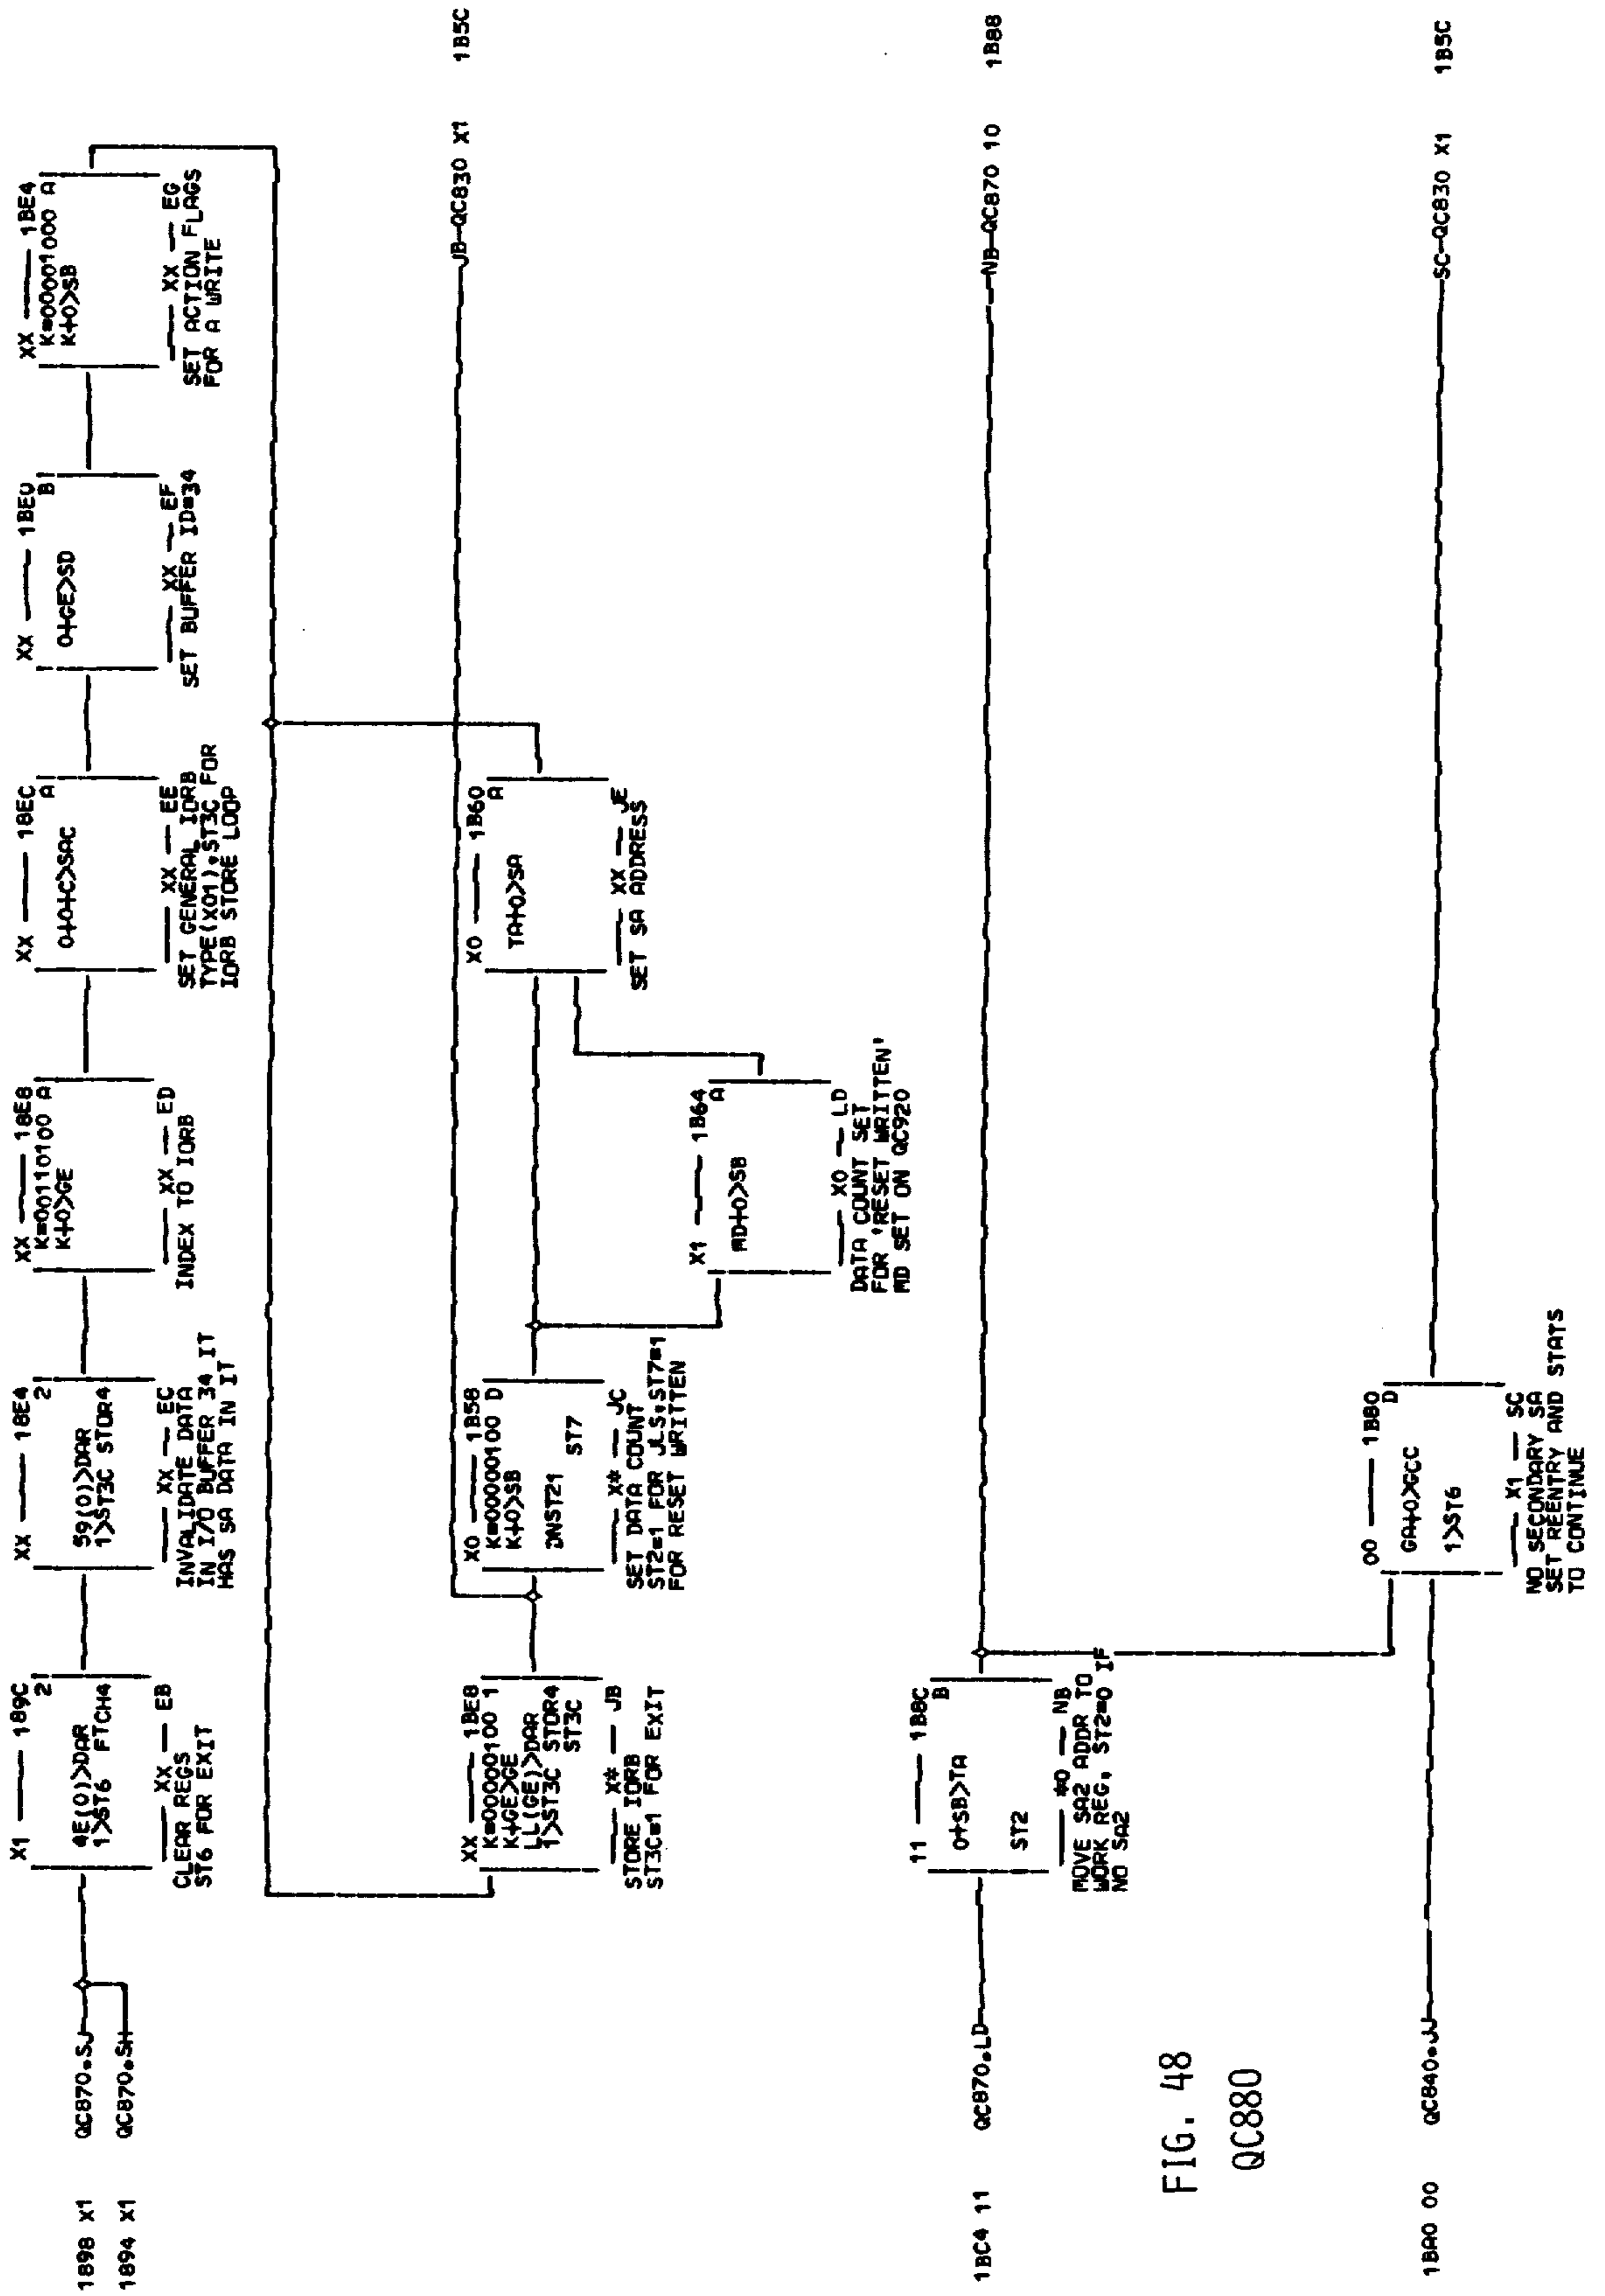 1898 X1 QC870.SJ
1894 X1 QC870.SH
X1 189C
2
4E(0)>DAR
1>ST6 FTCH4
XX EB
CLEAR REGS
ST6 FOR EXIT
XX 18E4
2
59(0)>DAR
1>ST3C STOR4
XX EC
INVALIDATE DATA
IN I/O BUFFER 34 IT
HAS SA DATA IN IT
XX 18E8
K=00110100 A
K+0>GE
XX ED
INDEX TO IORB
XX 18EC
A
0+0+C>SAC
XX EE
SET GENERAL IORB
TYPE(X01),ST3C FOR
IORB STORE LOOP
XX 1BE0
B
0+GE>SD
XX EF
SET BUFFER ID=34
XX 1BE4
K=00001000 A
K+0>SB
XX EG
SET ACTION FLAGS
FOR A WRITE
XX 1BE8
K=00000100 1
K+GE>GE
LL(GE)>DAR
1>ST3C STOR4
ST3C
X* JB
STORE IORB
ST3C=1 FOR EXIT
X0 1B58
K=00000100 D
K+0>SB
DNST21
ST7
X* JC
SET DATA COUNT
ST2=1 FOR JLS,ST7=1
FOR RESET WRITTEN
X1 1B64
A
MD+0>SB
X0 LD
DATA COUNT SET
FOR 'RESET WRITTEN'
MD SET ON QC920
X0 1B60
A
TA+0>SA
XX JE
SET SA ADDRESS
JB-QC830 X1 1B5C
1BC4 11 QC870.LD
11 1B8C
B
0+SB>TA
ST2
*0 NB
MOVE SA2 ADDR TO
WORK REG, ST2=0 IF
NO SA2
NB-QC870 10 1B88
1BA0 00 QC840.JJ
00 1B80
D
GA+0>GCC
1>ST6
X1 SC
NO SECONDARY SA
SET REENTRY AND STATS
TO CONTINUE
SC-QC830 X1 1B5C
FIG. 48
QC880